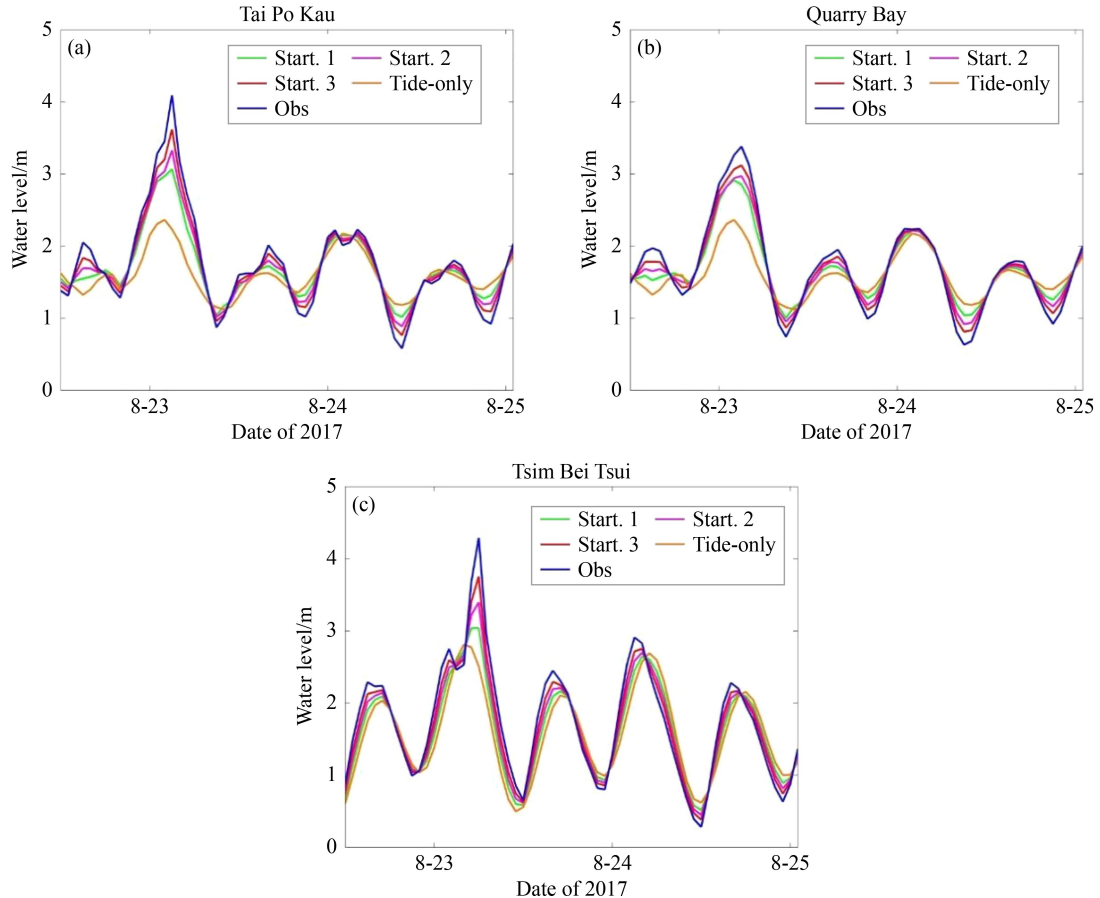 Tai Po Kau
(a)
Start. 1 Start. 2
Start. 3 Tide-only
Obs
5
4
3
2
1
0
Water level/m
8-23 8-24 8-25
Date of 2017
Quarry Bay
(b)
Start. 1 Start. 2
Start. 3 Tide-only
Obs
5
4
3
2
1
0
Water level/m
8-23 8-24 8-25
Date of 2017
Tsim Bei Tsui
(c)
Start. 1 Start. 2
Start. 3 Tide-only
Obs
5
4
3
2
1
0
Water level/m
8-23 8-24 8-25
Date of 2017